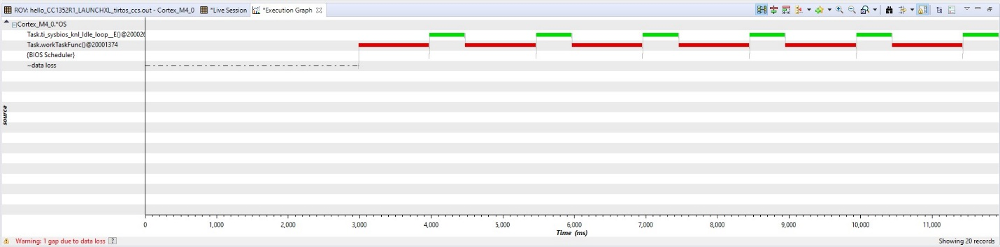 ROV: hello_CC1352R1_LAUNCHXL_tirtos_ccs.out - Cortex_M4_0 *Live Session *Execution Graph
Cortex_M4_0.*OS
Task.ti_sysbios_knl_Idle_loop__E()@200026
Task.workTaskFunc()@20001374
{BIOS Scheduler}
~data loss
source
0 1,000 2,000 3,000 4,000 5,000 6,000 7,000 8,000 9,000 10,000 11,000
Time (ms)
Warning: 1 gap due to data loss ? Showing 20 records